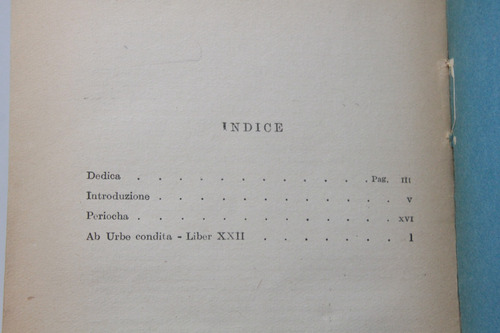 INDICE
Dedica . . . . . . . . . . . . Pag. III
Introduzione . . . . . . . . . . . . V
Periocha . . . . . . . . . . . . . XVI
Ab Urbe condita - Liber XXII . . . . . . . 1